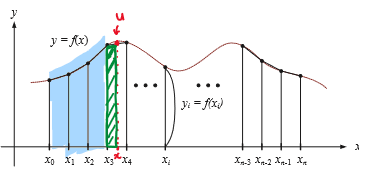 u
y
y = f(x)
yᵢ = f(xᵢ)
x₀ x₁ x₂ x₃ x₄ xᵢ xₙ₋₃ xₙ₋₂ xₙ₋₁ xₙ x